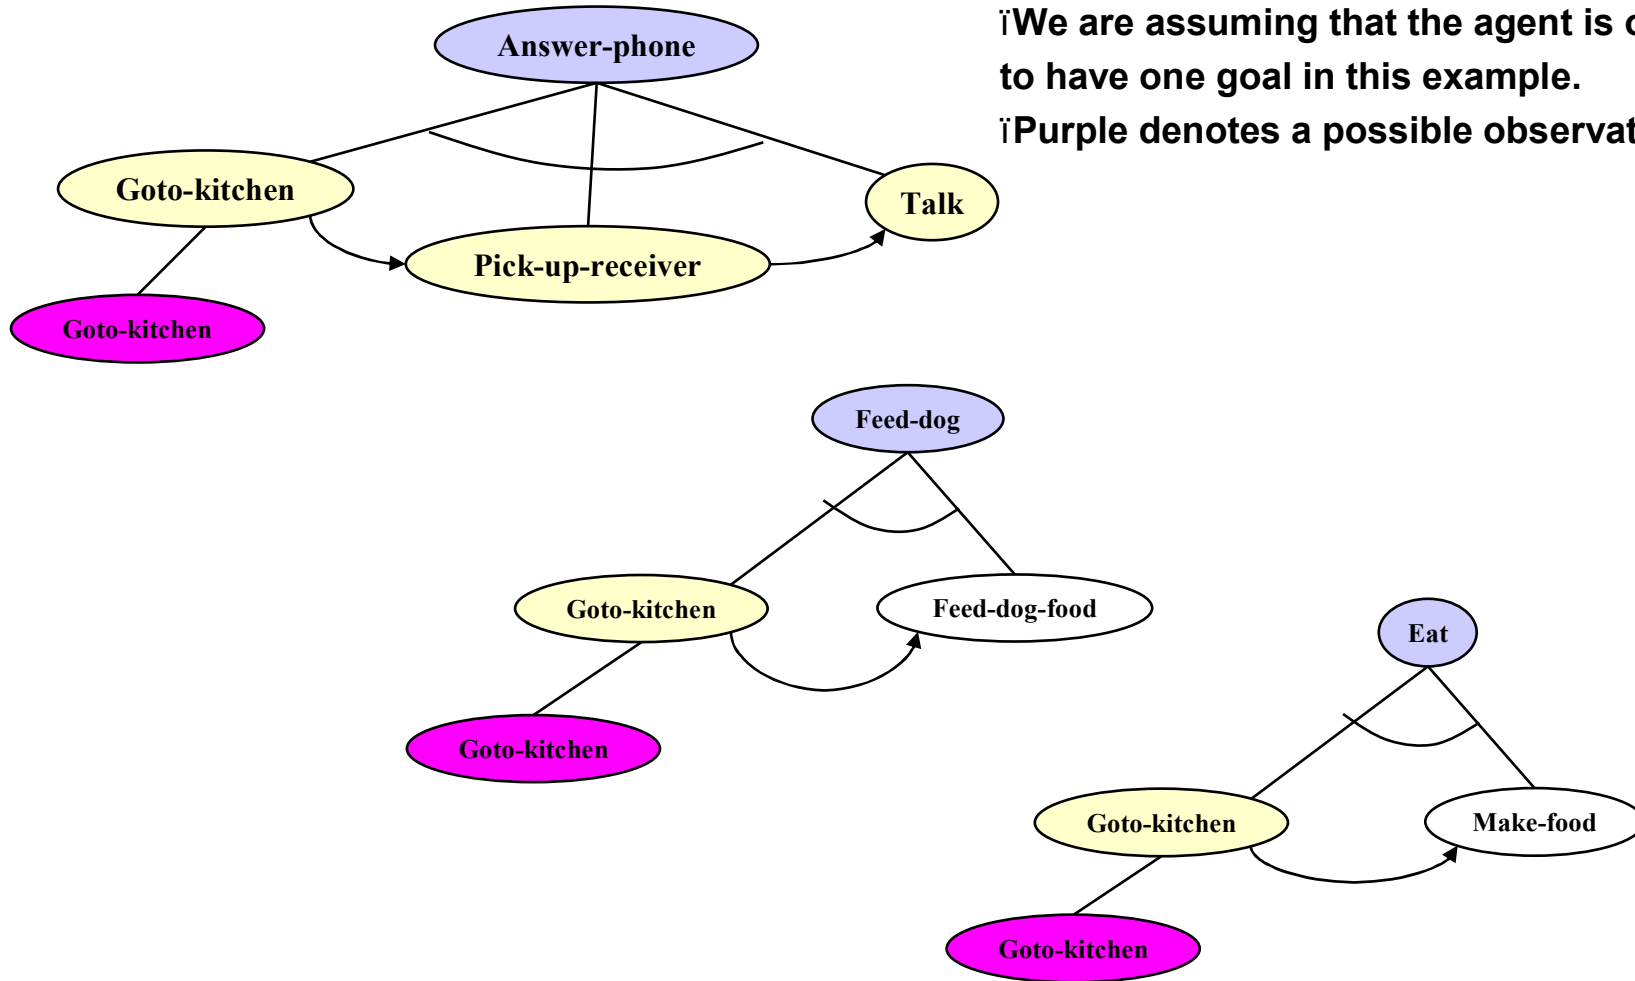 Answer-phone
ïWe are assuming that the agent is
to have one goal in this example.
ïPurple denotes a possible
Goto-kitchen
Talk
Pick-up-receiver
Goto-kitchen
Feed-dog
Goto-kitchen
Feed-dog-food
Eat
Goto-kitchen
Make-food
Goto-kitchen
Goto-kitchen